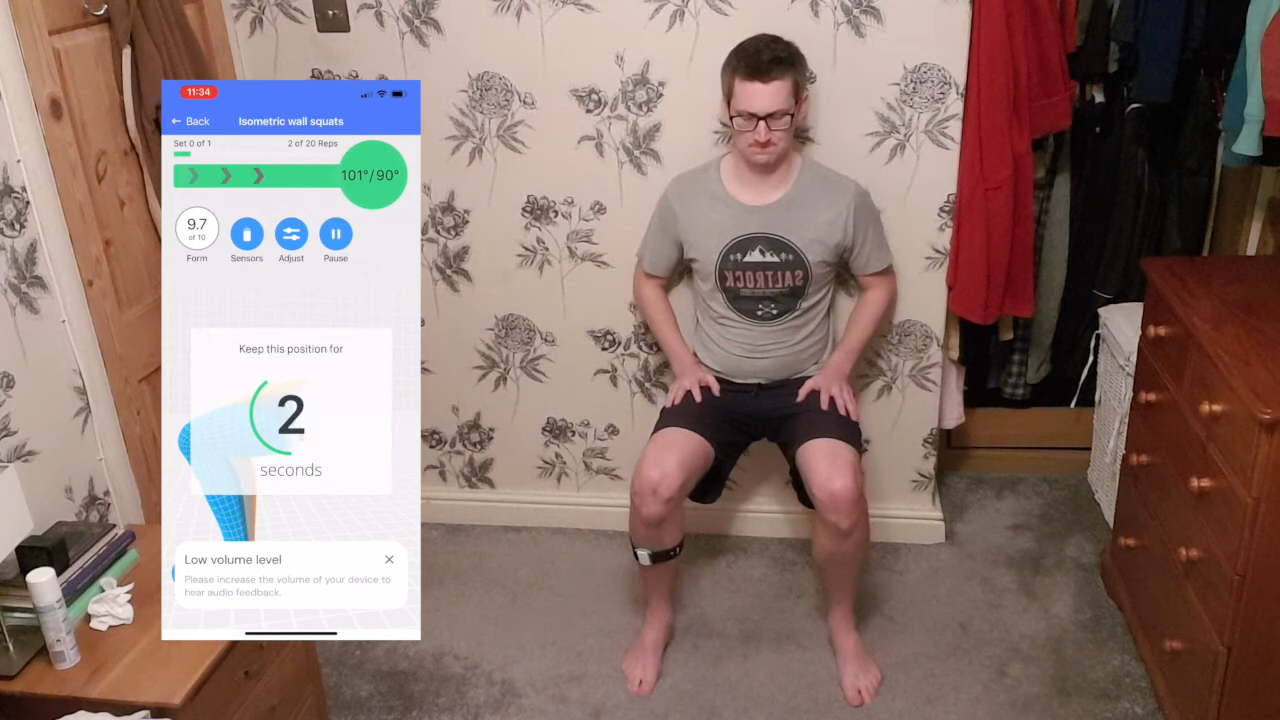 11:34
← Back
Isometric wall squats
Set 0 of 1
2 of 20 Reps
101°/90°
9.7
of 10
Form
Sensors
Adjust
Pause
Keep this position for
2
seconds
Low volume level
Please increase the volume of your device to
hear audio feedback.
SALTROCK